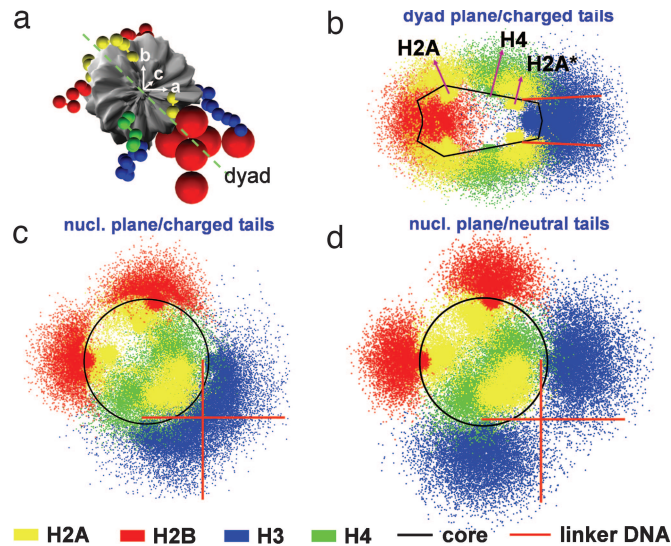 a
b
c
a
dyad
b
dyad plane/charged tails
H2A
H4
H2A*
c
nucl. plane/charged tails
d
nucl. plane/neutral tails
H2A
H2B
H3
H4
core
linker DNA